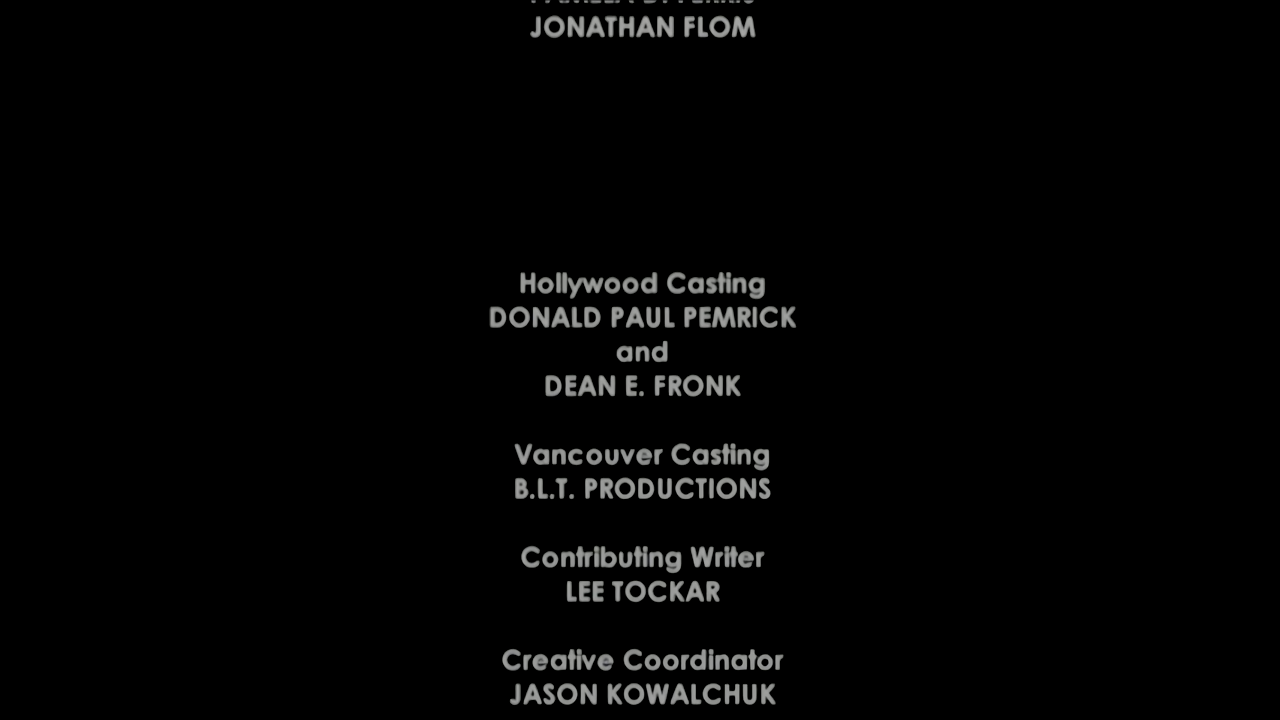 JONATHAN FLOM
Hollywood Casting
DONALD PAUL PEMRICK
and
DEAN E. FRONK
Vancouver Casting
B.L.T. PRODUCTIONS
Contributing Writer
LEE TOCKAR
Creative Coordinator
JASON KOWALCHUK